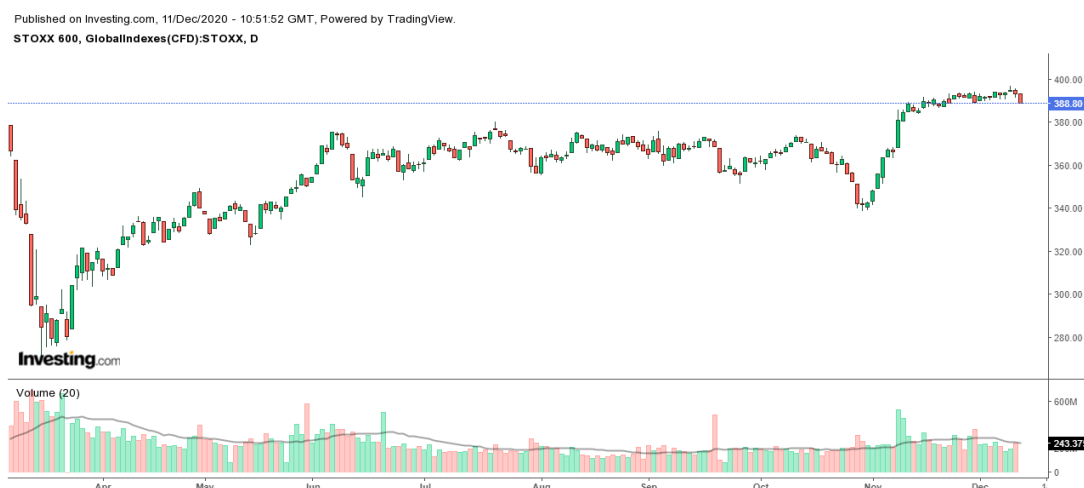 Published on Investing.com, 11/Dec/2020 - 10:51:52 GMT, Powered by TradingView.
STOXX 600, GlobalIndexes(CFD):STOXX, D
400.00
388.80
380.00
360.00
340.00
320.00
300.00
280.00
Investing.com
Volume (20)
600M
243.375
0
Apr May Jun Jul Aug Sep Oct Nov Dec